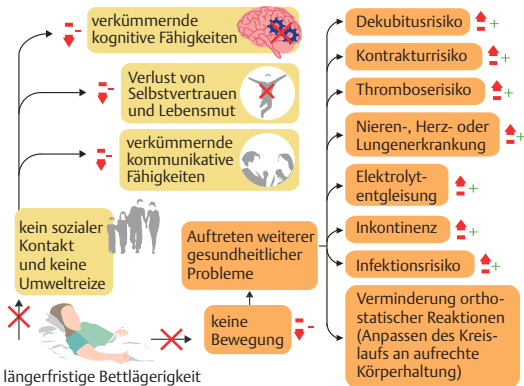 verkümmernde
kognitive Fähigkeiten
Verlust von
Selbstvertrauen
und Lebensmut
verkümmernde
kommunikative
Fähigkeiten
kein sozialer
Kontakt
und keine
Umweltreize
längerfristige Bettlägerigkeit
keine
Bewegung
Auftreten weiterer
gesundheitlicher
Probleme
Dekubitusrisiko
Kontrakturrisiko
Thromboserisiko
Nieren-, Herz- oder
Lungenerkrankung
Elektrolyt-
entgleisung
Inkontinenz
Infektionsrisiko
Verminderung ortho-
statischer Reaktionen
(Anpassen des Kreis-
laufs an aufrechte
Körperhaltung)